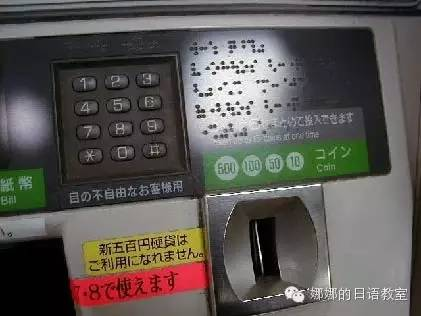 1 2 3
4 5 6
7 8 9
* 0 #
とめて投入できます
coins at one time
500 100 50 10 コイン
Coin
紙幣
Bill
目の不自由なお客様用
新五百円硬貨は
ご利用になれません。
7・8で使えます
娜娜的日语教室